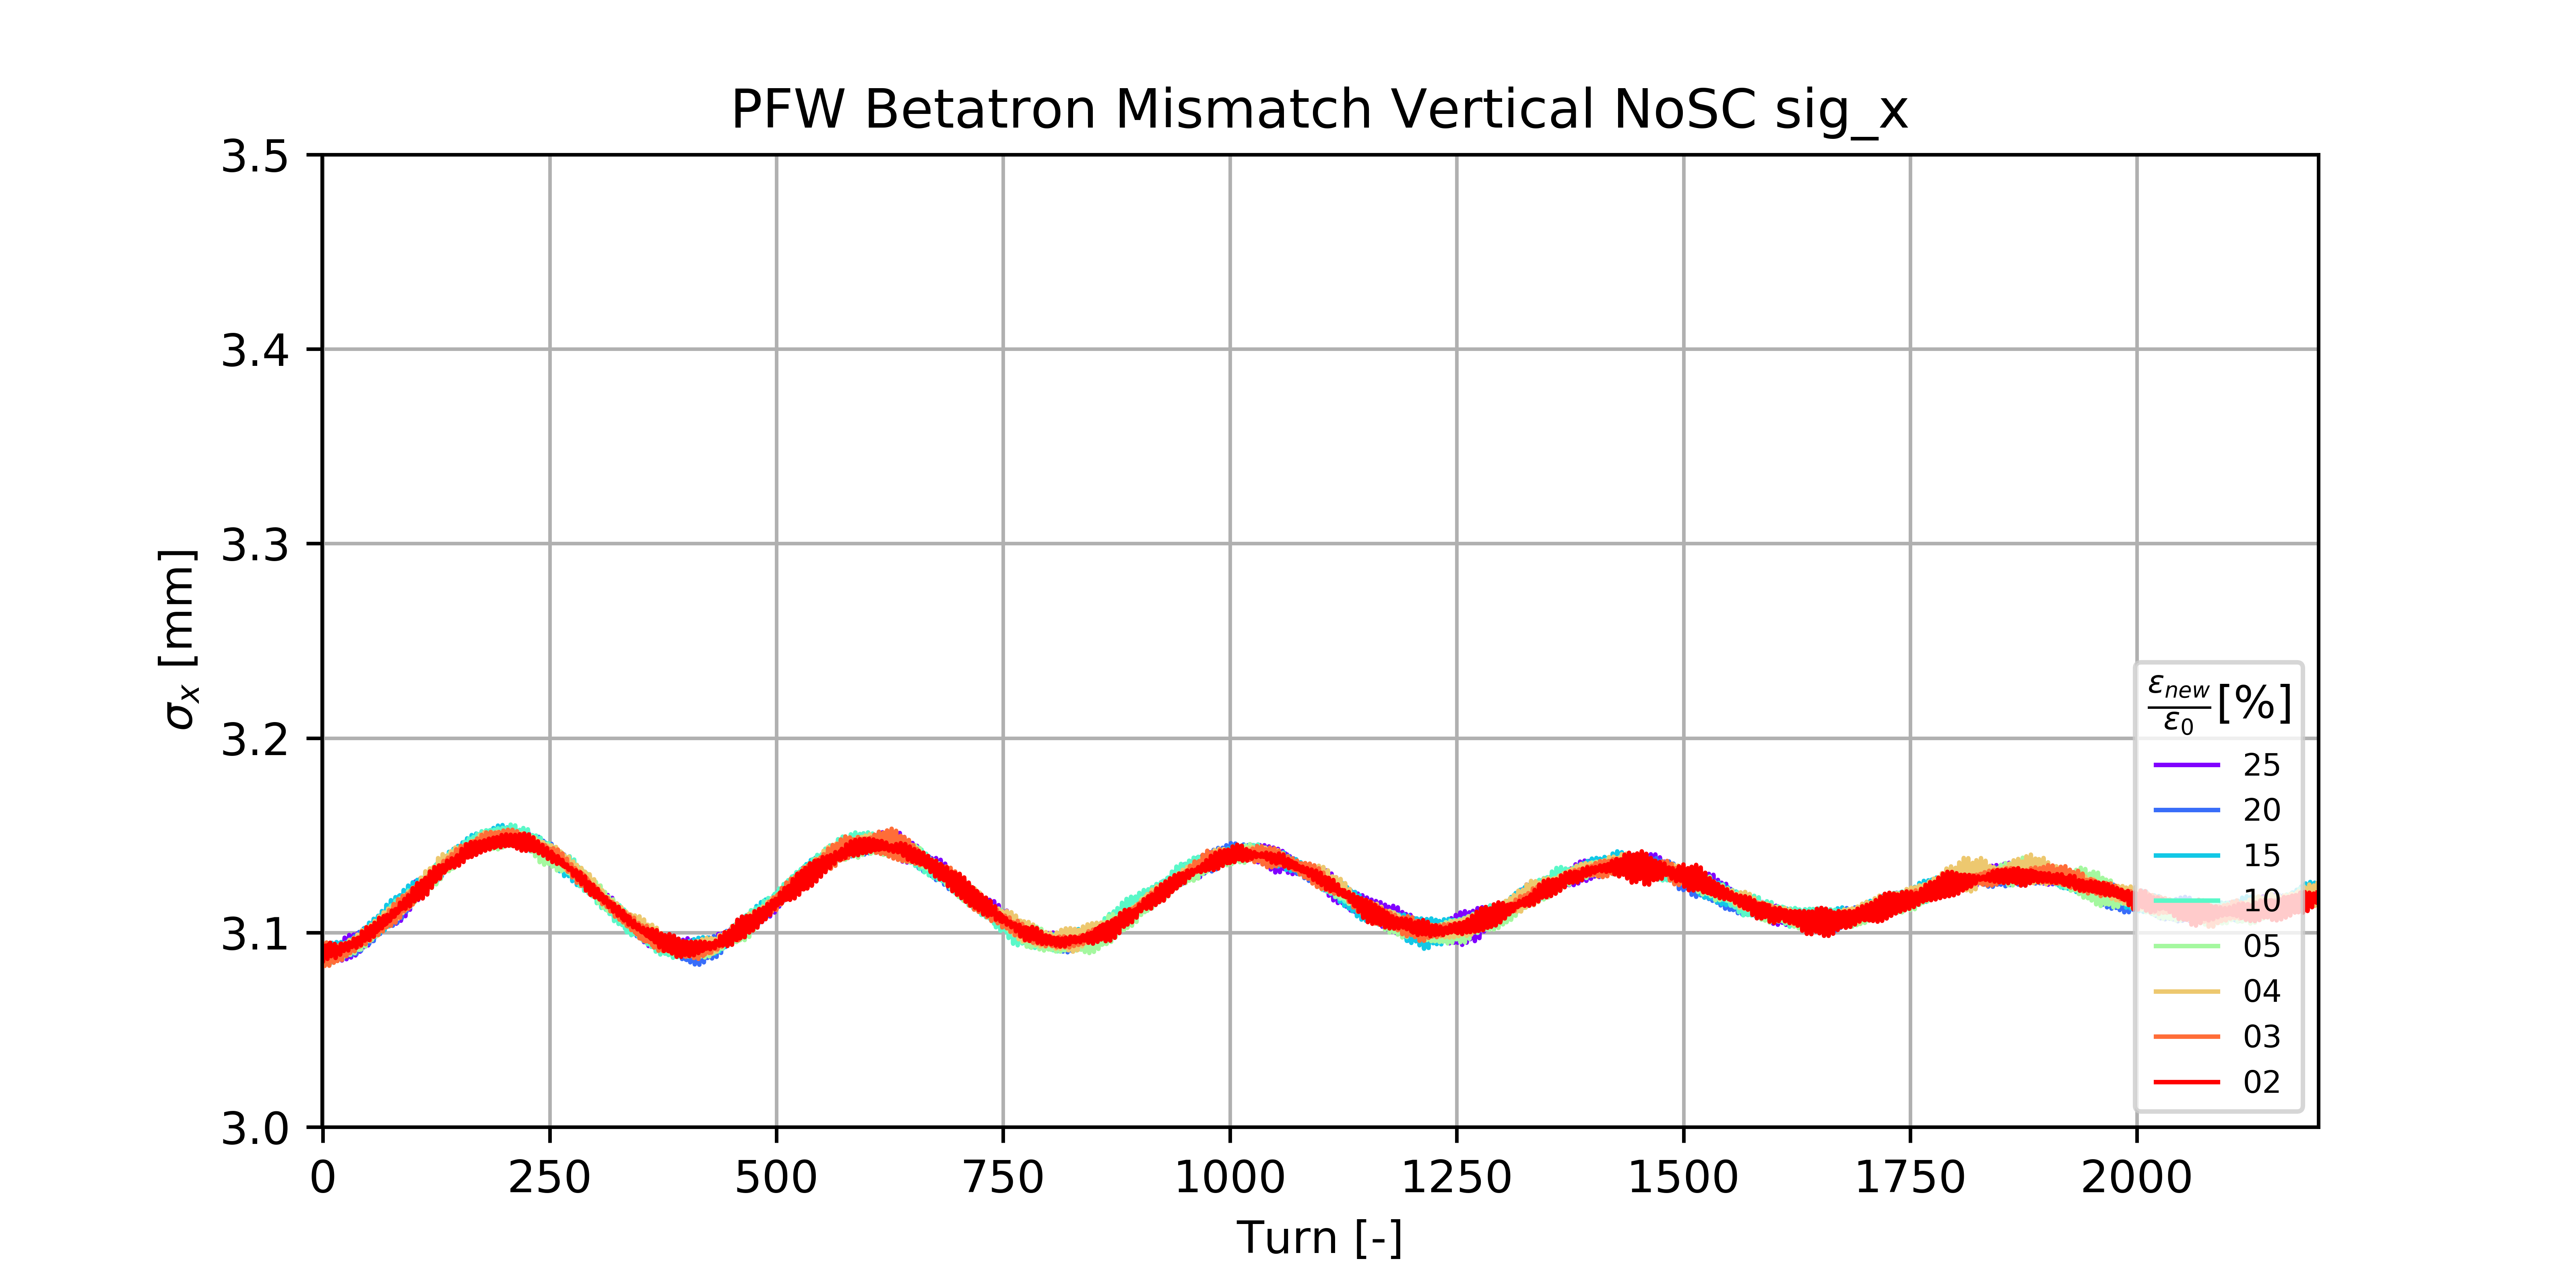 PFW Betatron Mismatch Vertical NoSC sig_x
3.5
3.4
3.3
3.2
3.1
3.0
σx [mm]
0 250 500 750 1000 1250 1500 1750 2000
Turn [-]
εnew
ε0
[%]
25
20
15
10
05
04
03
02